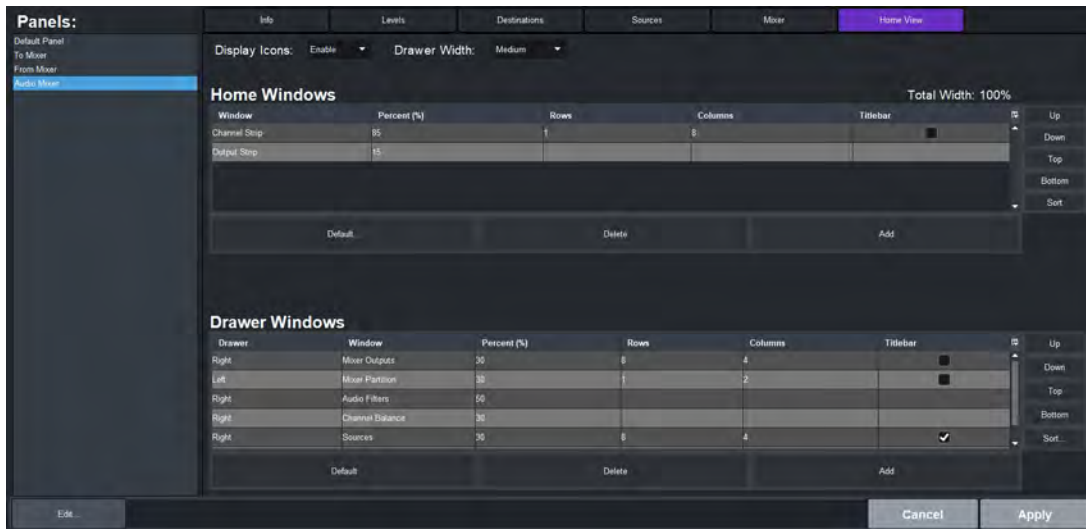 Panels:
Info Levels Destinations Sources Mixer Home View
Default Panel
To Mixer
From Mixer
Audio Mixer
Display Icons: Enable Drawer Width: Medium
Home Windows Total Width: 100%
Window Percent (%) Rows Columns Titlebar
Channel Strip 85 1 8
Output Strip 15
Up
Down
Top
Bottom
Sort
Default... Delete Add
Drawer Windows
Drawer Window Percent (%) Rows Columns Titlebar
Right Mixer Outputs 30 8 4
Left Mixer Partition 30 1 2
Right Audio Filters 50
Right Channel Balance 30
Right Sources 30 8 4
Up
Down
Top
Bottom
Sort...
Default Delete Add
Edit... Cancel Apply